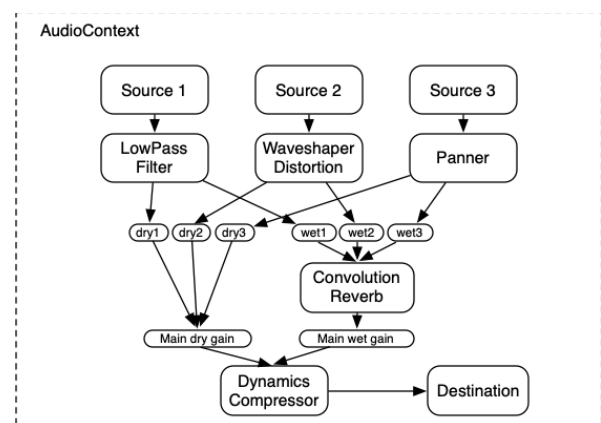 AudioContext
Source 1
Source 2
Source 3
LowPass
Filter
Waveshaper
Distortion
Panner
dry1
dry2
dry3
wet1
wet2
wet3
Convolution
Reverb
Main dry gain
Main wet gain
Dynamics
Compressor
Destination